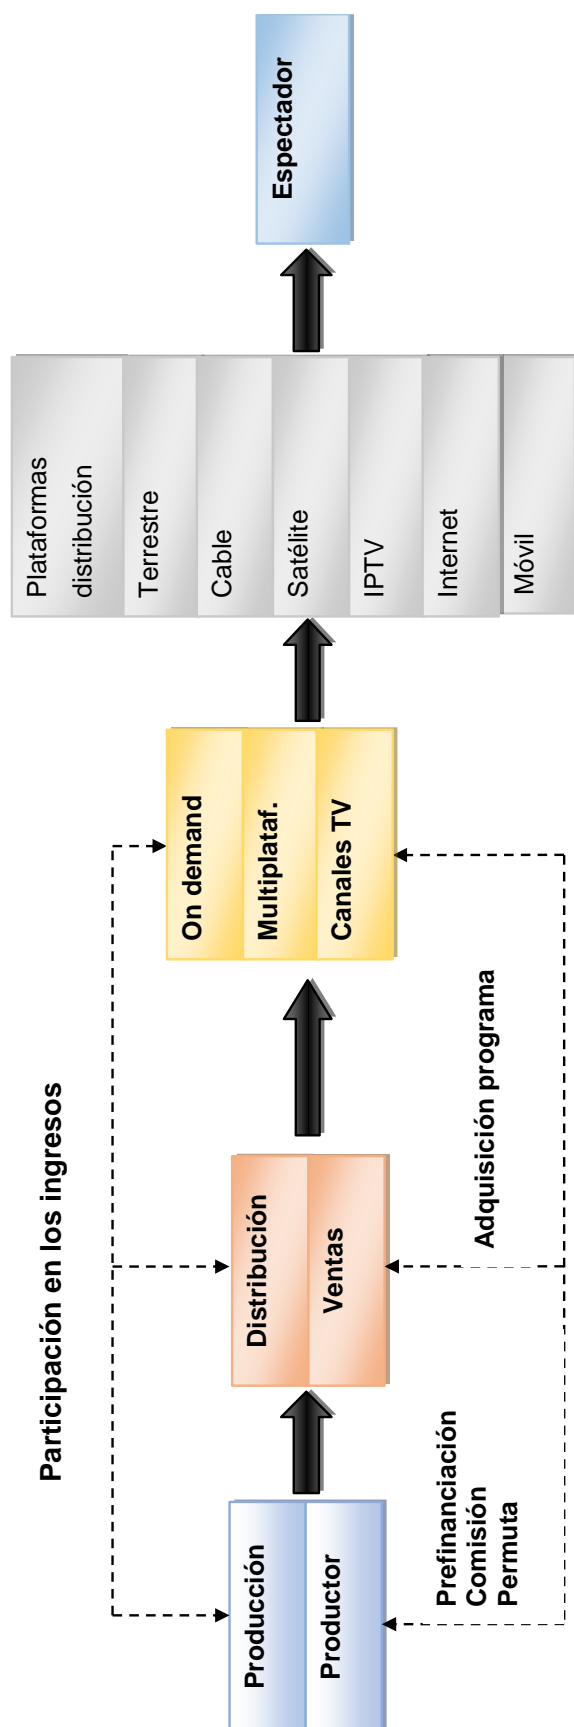 Participación en los ingresos
Producción
Productor
Distribución
Ventas
On demand
Multiplataf.
Canales TV
Plataformas
distribución
Terrestre
Cable
Satélite
IPTV
Internet
Móvil
Espectador
Prefinanciación
Comisión
Permuta
Adquisición programa